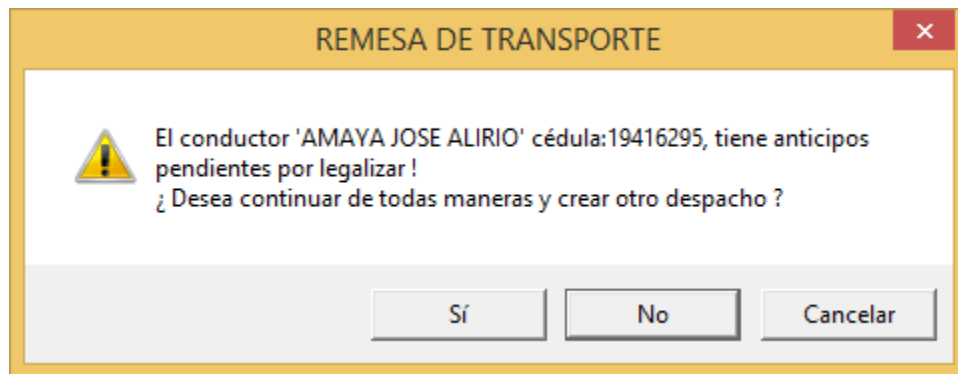 REMESA DE TRANSPORTE
El conductor 'AMAYA JOSE ALIRIO' cédula:19416295, tiene anticipos
pendientes por legalizar !
¿ Desea continuar de todas maneras y crear otro despacho ?
Sí
No
Cancelar